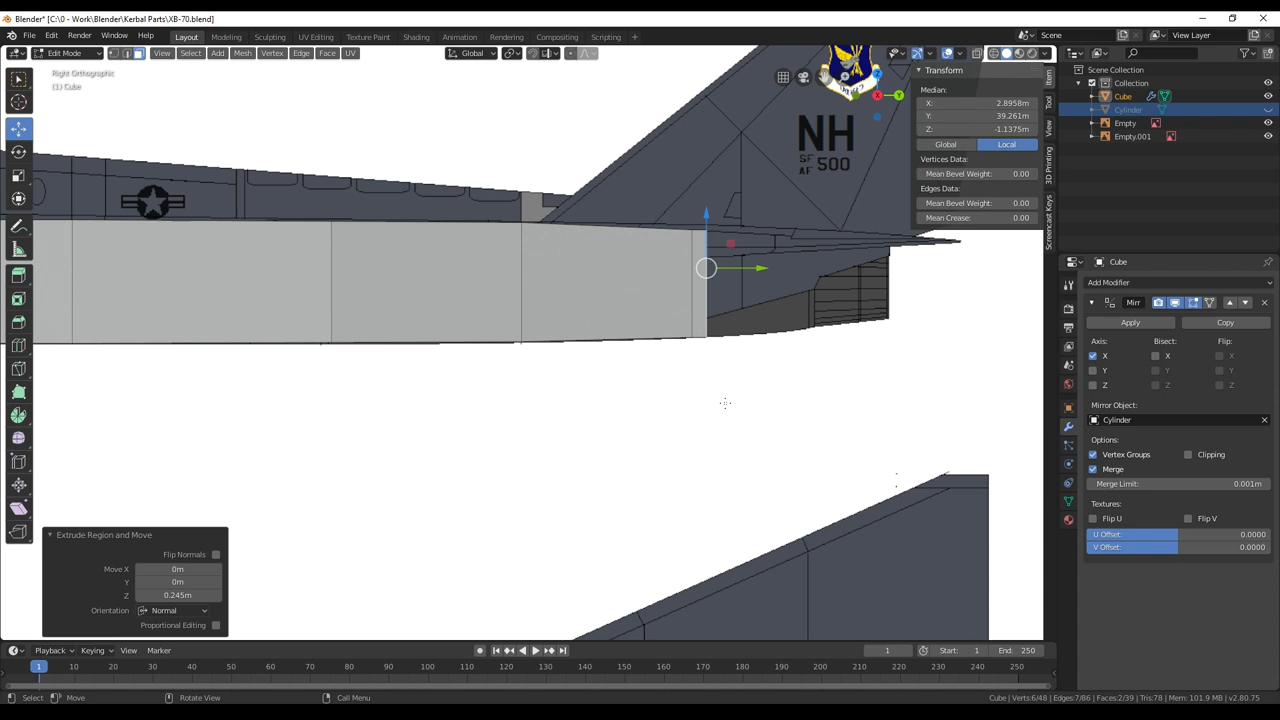 Blender* [C:\0 - Work\Blender\Kerbal Parts\XB-70.blend]
File Edit Render Window Help Layout Modeling Sculpting UV Editing Texture Paint Shading Animation Rendering Compositing Scripting + Scene View Layer
Edit Mode View Select Add Mesh Vertex Edge Face UV Global
Right Orthographic
(1) Cube
NH
SF
AF 500
Z
X
Y
Transform
Median:
X: 2.8958m
Y: 39.261m
Z: -1.1375m
Global Local
Vertices Data:
Mean Bevel Weight: 0.00
Edges Data:
Mean Bevel Weight: 0.00
Mean Crease: 0.00
Item
Tool
View
3D Printing
Screencast Keys
Scene Collection
Collection
Cube
Cylinder
Empty
Empty.001
Cube
Add Modifier
Mirr
Apply Copy
Axis: Bisect: Flip:
X X X
Y Y Y
Z Z Z
Mirror Object:
Cylinder
Options:
Vertex Groups Clipping
Merge
Merge Limit: 0.001m
Textures:
Flip U Flip V
U Offset: 0.0000
V Offset: 0.0000
Extrude Region and Move
Flip Normals
Move X 0m
Y 0m
Z 0.245m
Orientation Normal
Proportional Editing
Playback Keying View Marker 1 Start: 1 End: 250
1 10 20 30 40 50 60 70 80 90 100 110 120 130 140 150 160 170 180 190 200 210 220 230 240 250
Select Move Rotate View Call Menu Cube | Verts:6/48 | Edges:7/86 | Faces:2/39 | Tris:78 | Mem: 101.9 MB | v2.80.75